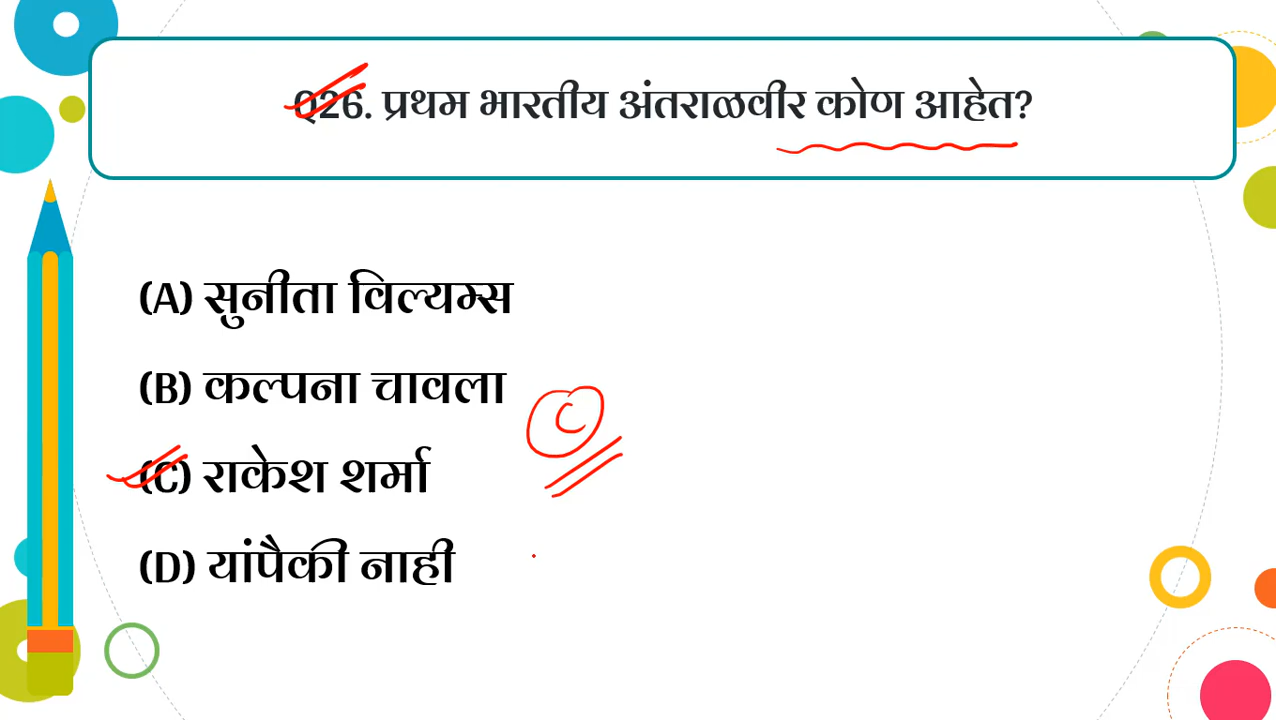 Q26. प्रथम भारतीय अंतराळवीर कोण आहेत?
(A) सुनीता विल्यम्स
(B) कल्पना चावला
C
(C) राकेश शर्मा
(D) यांपैकी नाही